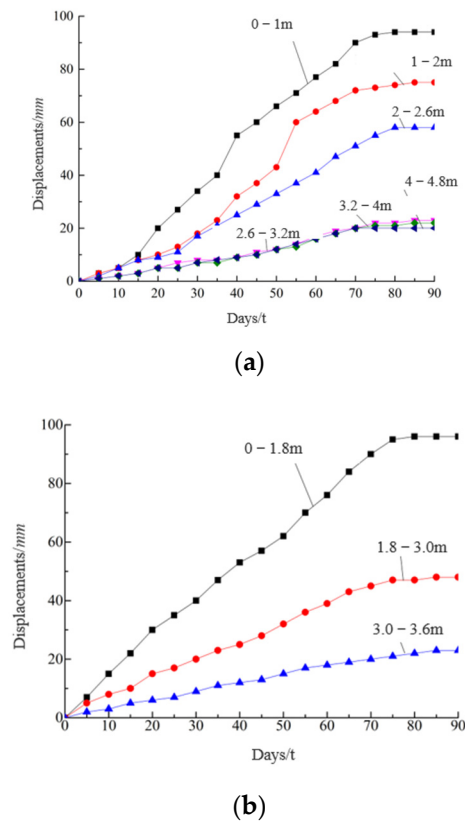 (a)
100
80
60
40
20
0
Displacements/mm
0 10 20 30 40 50 60 70 80 90
Days/t
0 – 1m
1 – 2m
2 – 2.6m
4 – 4.8m
3.2 – 4m
2.6 – 3.2m
(a)
100
80
60
40
20
0
Displacements/mm
0 10 20 30 40 50 60 70 80 90
Days/t
0 – 1.8m
1.8 – 3.0m
3.0 – 3.6m
(b)